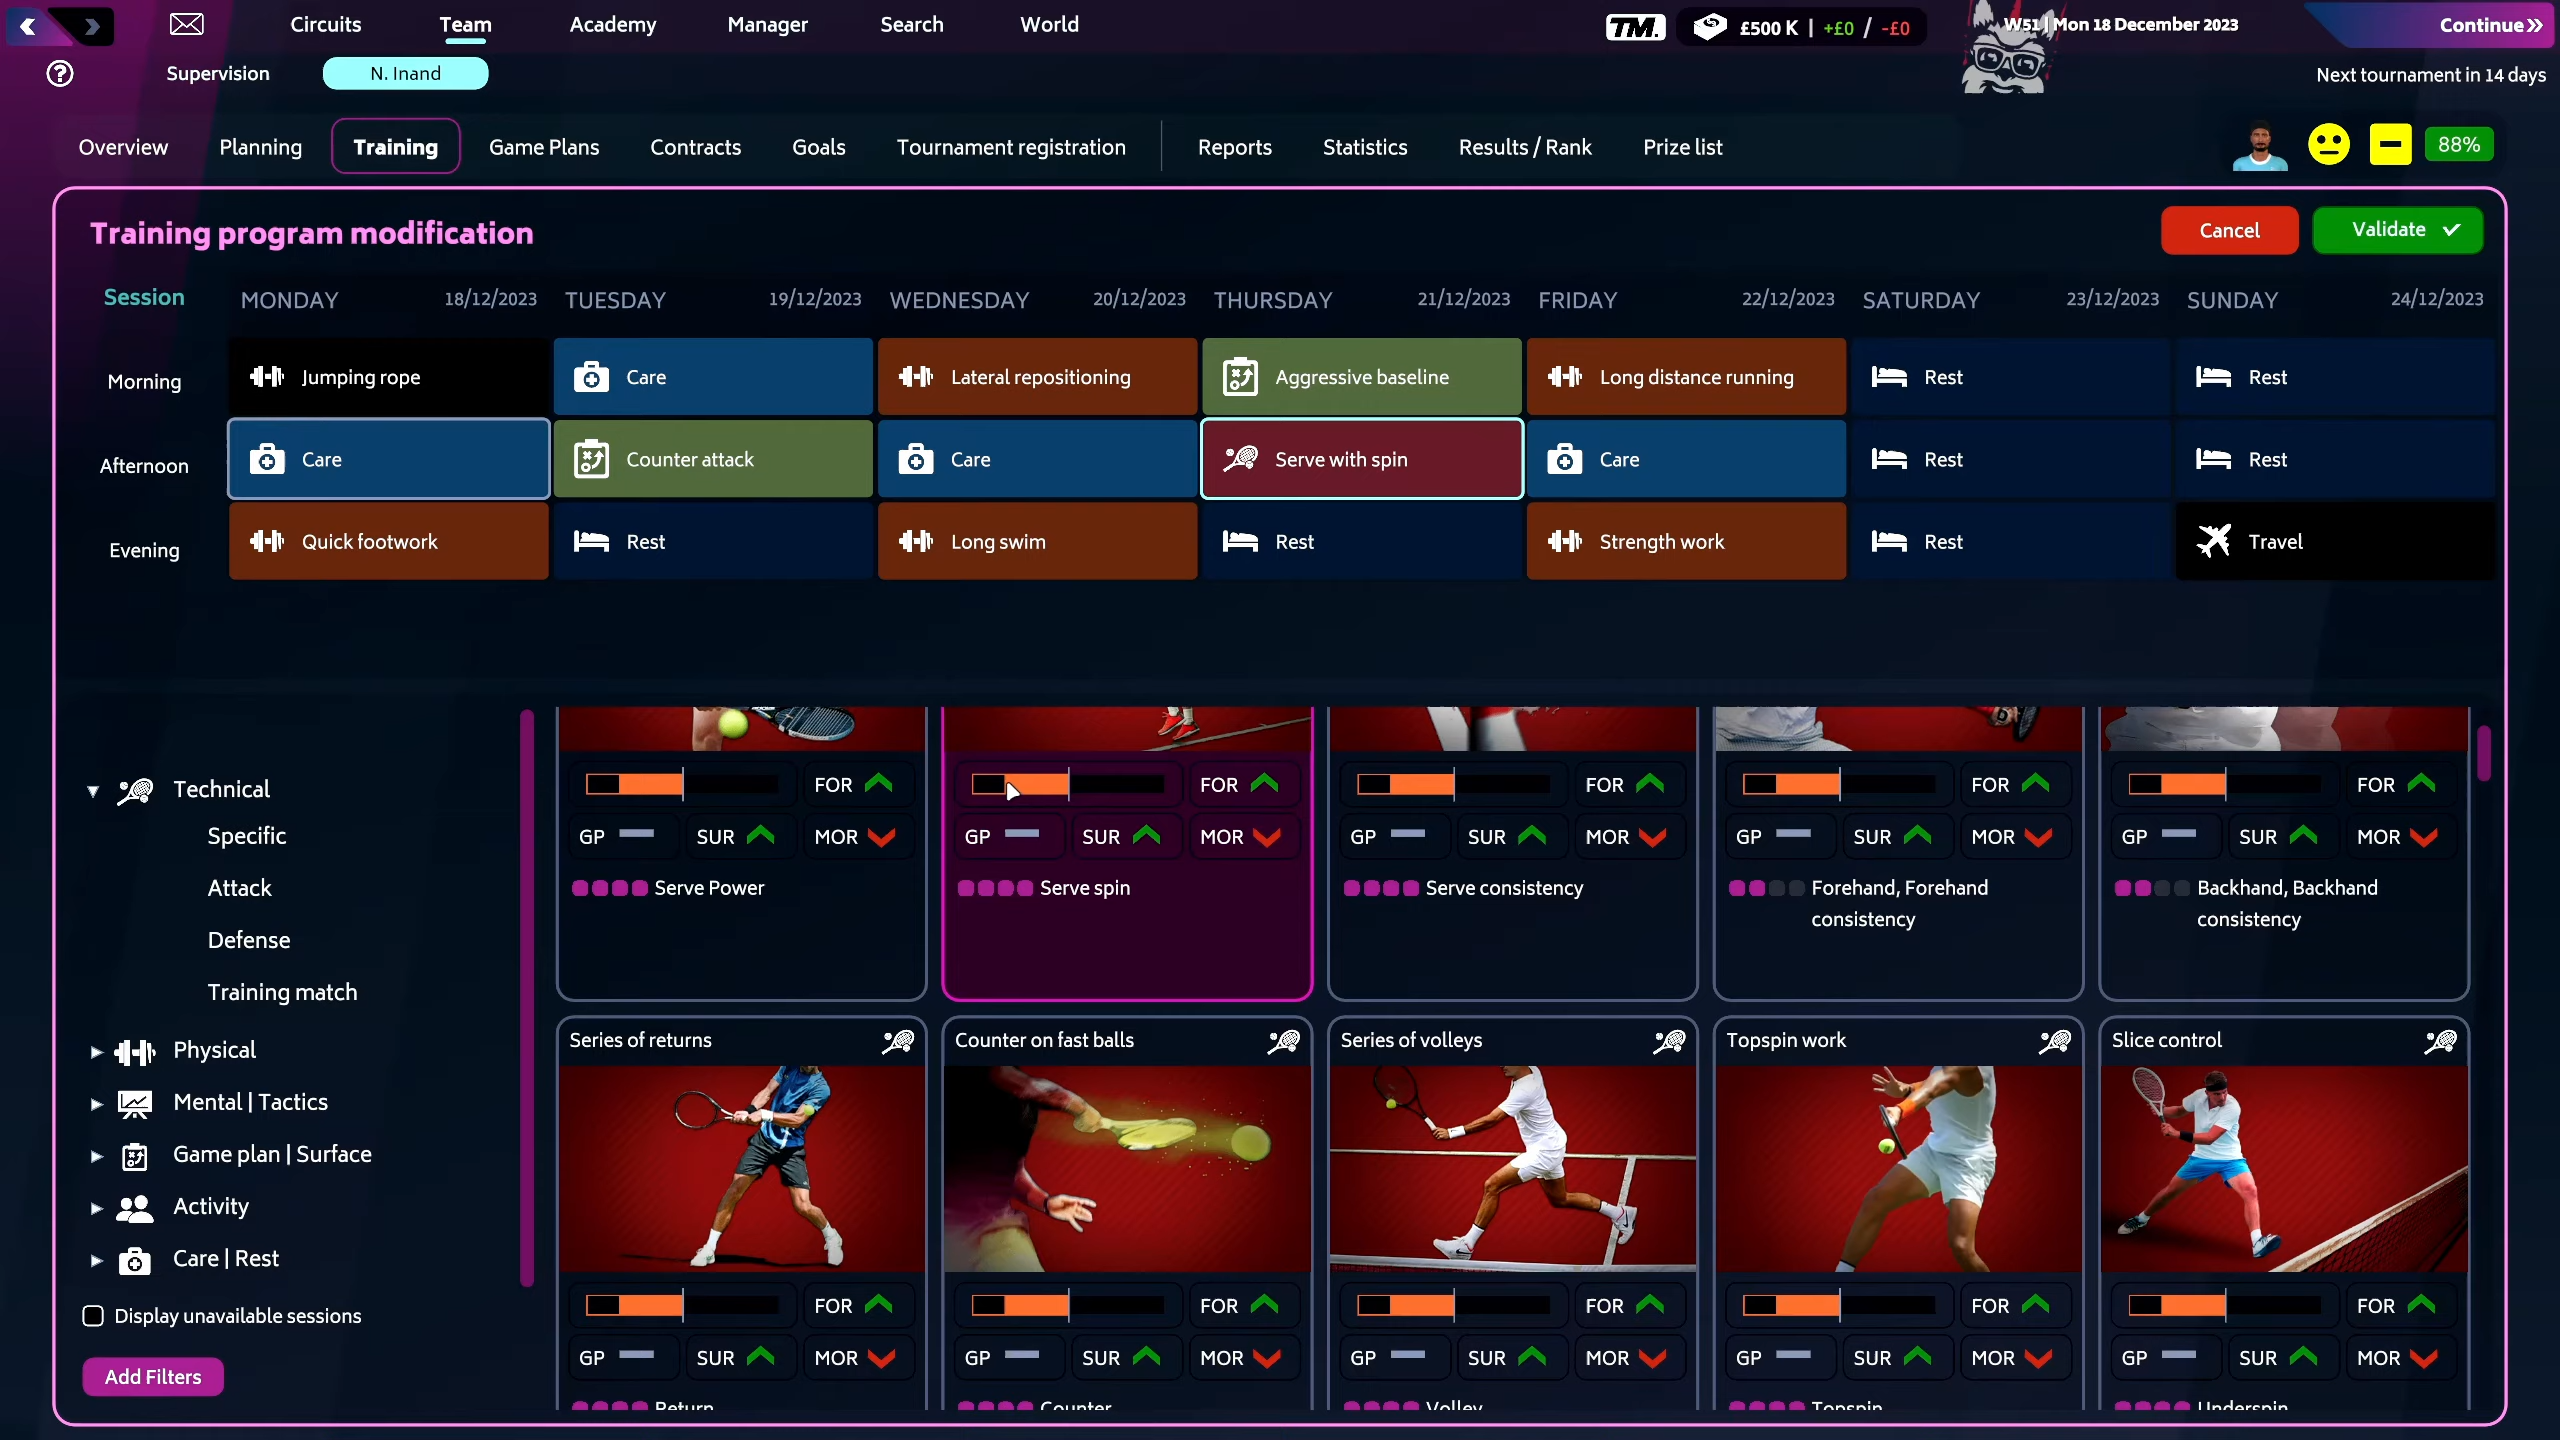 Circuits Team Academy Manager Search World
TM. £500 K | +£0 / -£0
W51 | Mon 18 December 2023
Continue
Supervision N. Inand
Next tournament in 14 days
Overview Planning Training Game Plans Contracts Goals Tournament registration Reports Statistics Results / Rank Prize list
88%
Training program modification
Cancel Validate
Session MONDAY 18/12/2023 TUESDAY 19/12/2023 WEDNESDAY 20/12/2023 THURSDAY 21/12/2023 FRIDAY 22/12/2023 SATURDAY 23/12/2023 SUNDAY 24/12/2023
Morning Jumping rope Care Lateral repositioning Aggressive baseline Long distance running Rest Rest
Afternoon Care Counter attack Care Serve with spin Care Rest Rest
Evening Quick footwork Rest Long swim Rest Strength work Rest Travel
Technical
Specific
Attack
Defense
Training match
Physical
Mental | Tactics
Game plan | Surface
Activity
Care | Rest
Display unavailable sessions
Add Filters
FOR FOR FOR FOR FOR
GP SUR MOR GP SUR MOR GP SUR MOR GP SUR MOR GP SUR MOR
Serve Power Serve spin Serve consistency Forehand, Forehand Backhand, Backhand
consistency consistency
Series of returns Counter on fast balls Series of volleys Topspin work Slice control
FOR FOR FOR FOR FOR
GP SUR MOR GP SUR MOR GP SUR MOR GP SUR MOR GP SUR MOR
Return Counter Volley Topspin Underspin